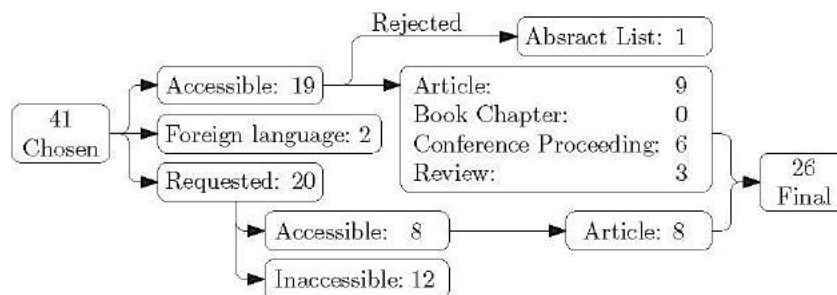 Rejected
Absract List: 1
Accessible: 19
Article: 9
Book Chapter: 0
Conference Proceeding: 6
Review: 3
41
Chosen
Foreign language: 2
Requested: 20
26
Final
Accessible: 8
Article: 8
Inaccessible: 12